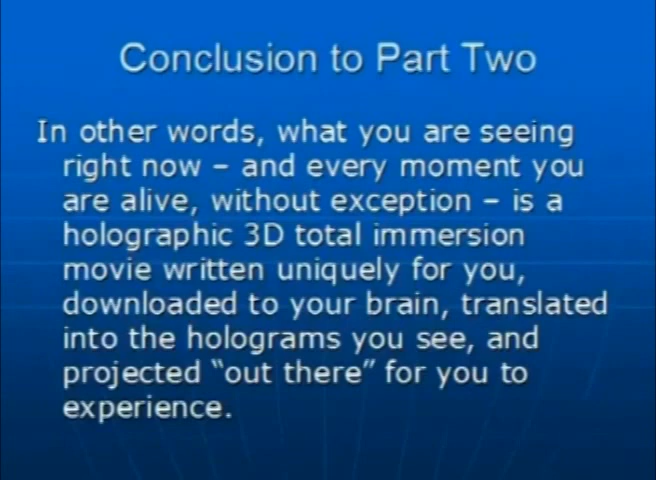 Conclusion to Part Two
In other words, what you are seeing
right now – and every moment you
are alive, without exception – is a
holographic 3D total immersion
movie written uniquely for you,
downloaded to your brain, translated
into the holograms you see, and
projected “out there” for you to
experience.